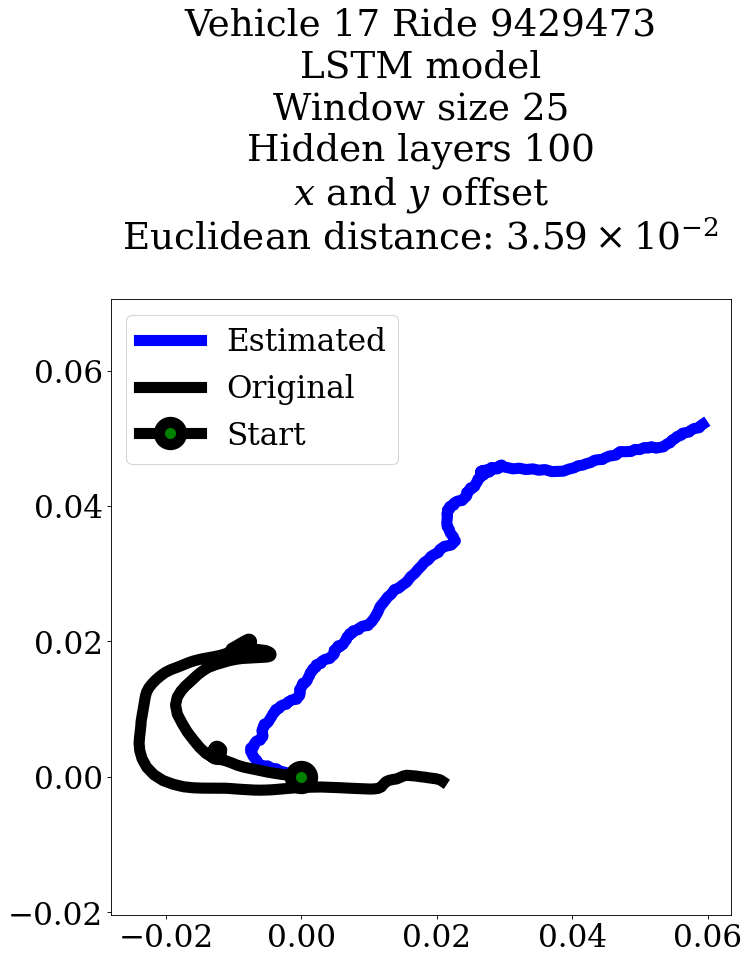 Vehicle 17 Ride 9429473
LSTM model
Window size 25
Hidden layers 100
x and y offset
Euclidean distance: 3.59 × 10⁻²
Estimated
Original
Start
0.06
0.04
0.02
0.00
−0.02
−0.02 0.00 0.02 0.04 0.06